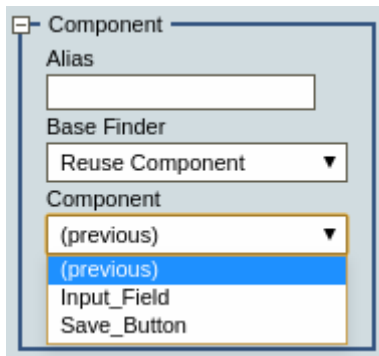 Component
Alias
Base Finder
Reuse Component
Component
(previous)
(previous)
Input_Field
Save_Button